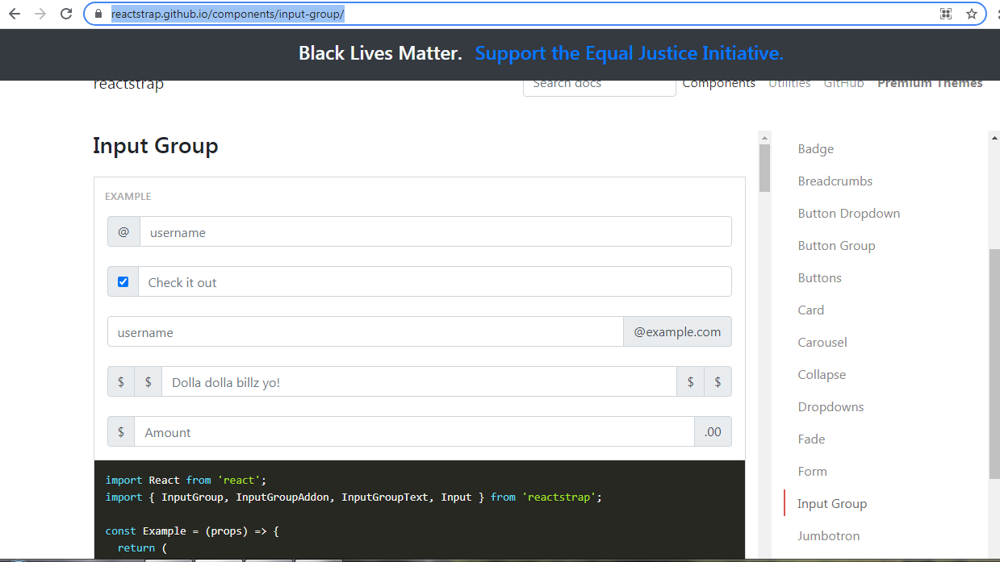 reactstrap.github.io/components/input-group/
Black Lives Matter. Support the Equal Justice Initiative.
reactstrap Search docs Components Utilities GitHub Premium Themes
Input Group
EXAMPLE
@ username
Check it out
username @example.com
$ $ Dolla dolla billz yo! $ $
$ Amount .00
import React from 'react';
import { InputGroup, InputGroupAddon, InputGroupText, Input } from 'reactstrap';
const Example = (props) => {
return (
Badge
Breadcrumbs
Button Dropdown
Button Group
Buttons
Card
Carousel
Collapse
Dropdowns
Fade
Form
Input Group
Jumbotron